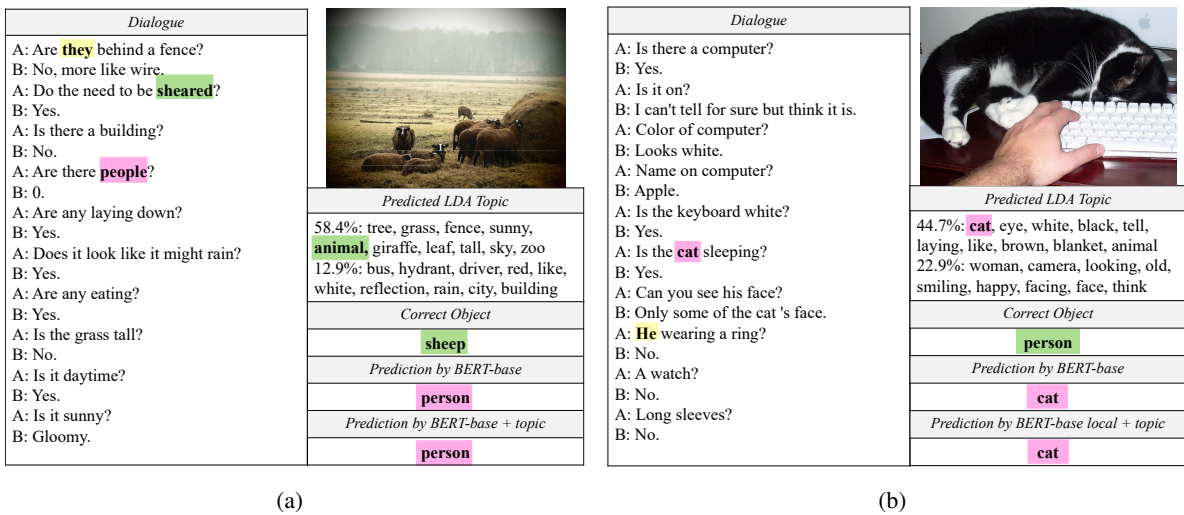 Dialogue
A: Are they behind a fence?
B: No, more like wire.
A: Do the need to be sheared?
B: Yes.
A: Is there a building?
B: No.
A: Are there people?
B: 0.
A: Are any laying down?
B: Yes.
A: Does it look like it might rain?
B: Yes.
A: Are any eating?
B: Yes.
A: Is the grass tall?
B: No.
A: Is it daytime?
B: Yes.
A: Is it sunny?
B: Gloomy.
Predicted LDA Topic
58.4%: tree, grass, fence, sunny,
animal, giraffe, leaf, tall, sky, zoo
12.9%: bus, hydrant, driver, red, like,
white, reflection, rain, city, building
Correct Object
sheep
Prediction by BERT-base
person
Prediction by BERT-base + topic
person
(a)
Dialogue
A: Is there a computer?
B: Yes.
A: Is it on?
B: I can't tell for sure but think it is.
A: Color of computer?
B: Looks white.
A: Name on computer?
B: Apple.
A: Is the keyboard white?
B: Yes.
A: Is the cat sleeping?
B: Yes.
A: Can you see his face?
B: Only some of the cat 's face.
A: He wearing a ring?
B: No.
A: A watch?
B: No.
A: Long sleeves?
B: No.
Predicted LDA Topic
44.7%: cat, eye, white, black, tell,
laying, like, brown, blanket, animal
22.9%: woman, camera, looking, old,
smiling, happy, facing, face, think
Correct Object
person
Prediction by BERT-base
cat
Prediction by BERT-base local + topic
cat
(b)